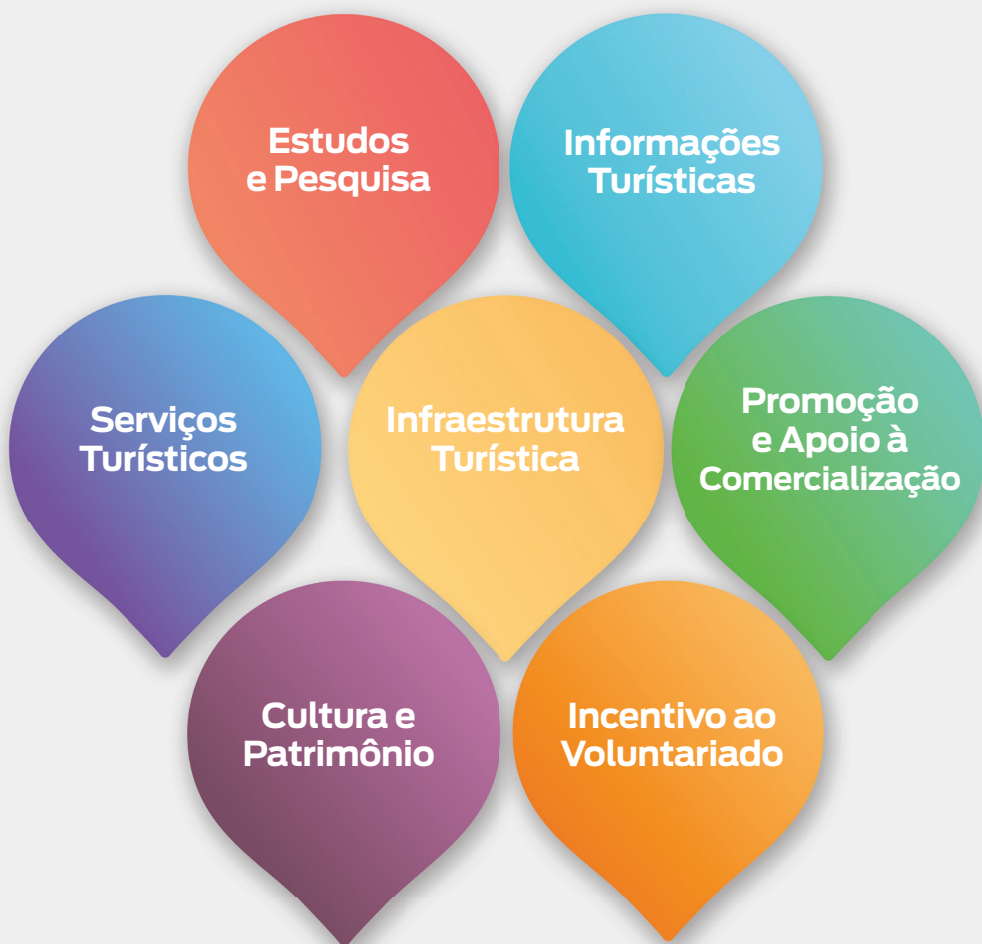 Estudos
e Pesquisa
Informações
Turísticas
Serviços
Turísticos
Infraestrutura
Turística
Promoção
e Apoio à
Comercialização
Cultura e
Patrimônio
Incentivo ao
Voluntariado